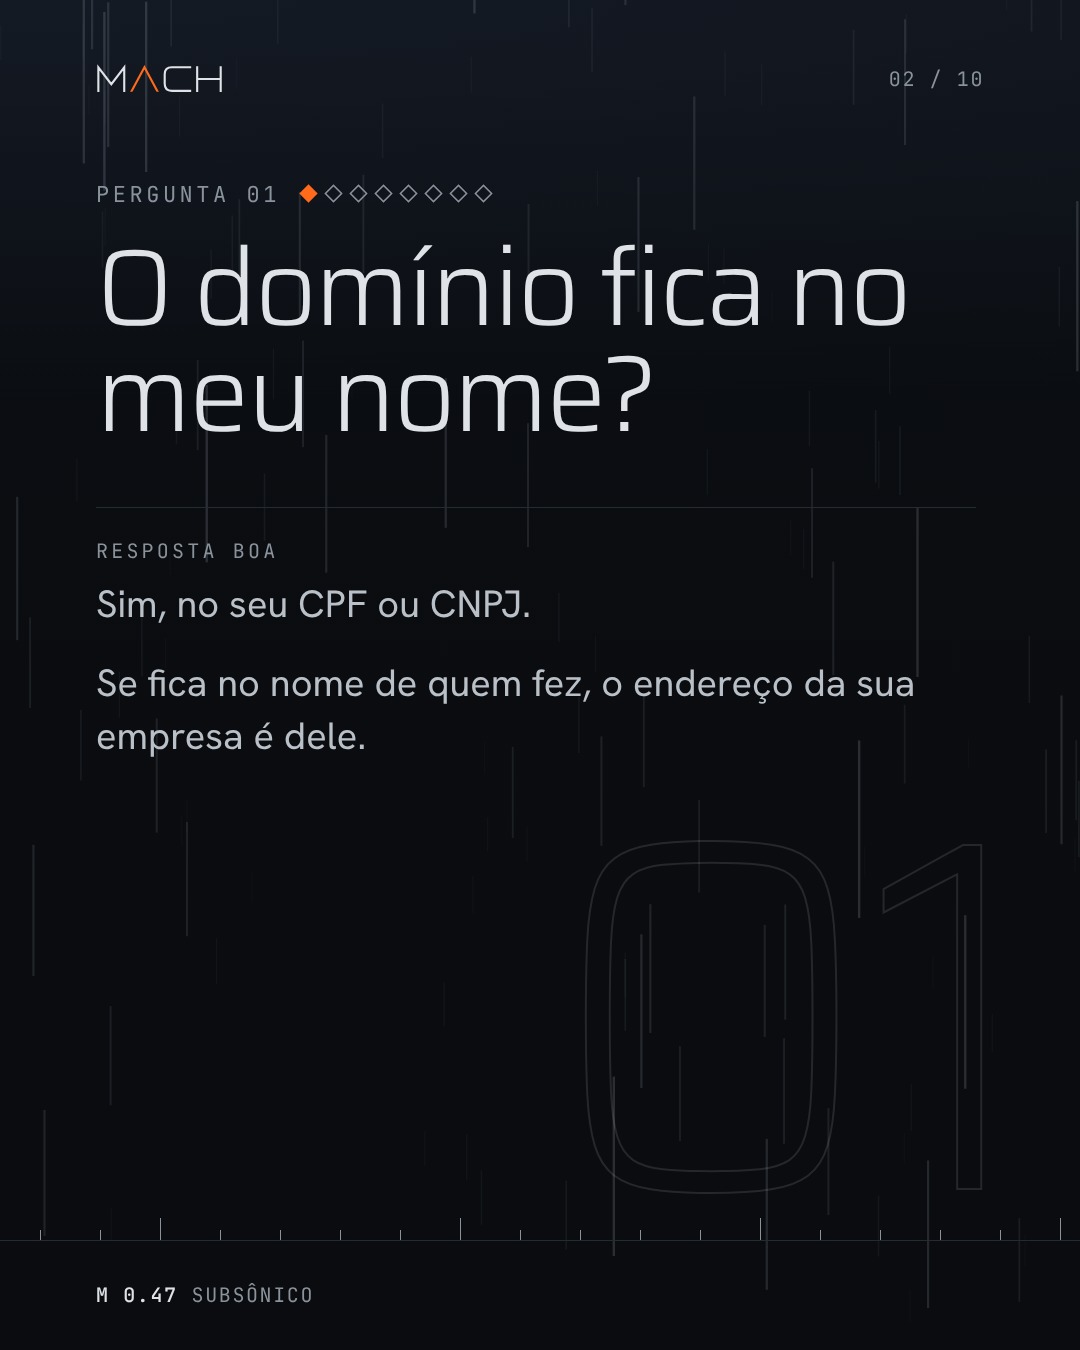 MACH
02 / 10
PERGUNTA 01
O domínio fica no
meu nome?
RESPOSTA BOA
Sim, no seu CPF ou CNPJ.
Se fica no nome de quem fez, o endereço da sua
empresa é dele.
01
M 0.47 SUBSÔNICO